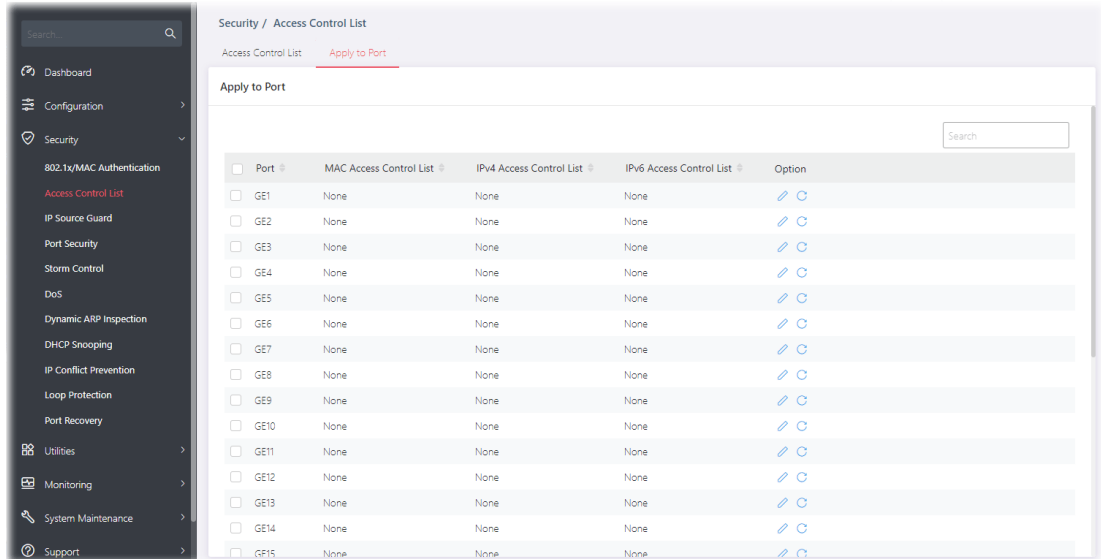 Search...
Dashboard
Configuration
Security
802.1x/MAC Authentication
Access Control List
IP Source Guard
Port Security
Storm Control
DoS
Dynamic ARP Inspection
DHCP Snooping
IP Conflict Prevention
Loop Protection
Port Recovery
Utilities
Monitoring
System Maintenance
Support
Security / Access Control List
Access Control List Apply to Port
Apply to Port
Search
Port MAC Access Control List IPv4 Access Control List IPv6 Access Control List Option
GE1 None None None
GE2 None None None
GE3 None None None
GE4 None None None
GE5 None None None
GE6 None None None
GE7 None None None
GE8 None None None
GE9 None None None
GE10 None None None
GE11 None None None
GE12 None None None
GE13 None None None
GE14 None None None
GE15 None None None